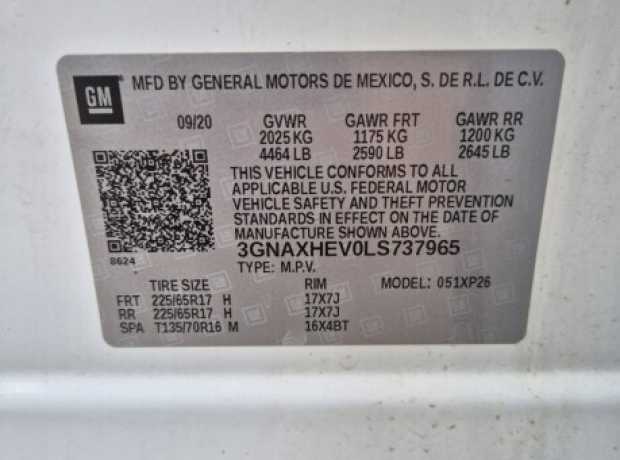 GM MFD BY GENERAL MOTORS DE MEXICO, S. DE R.L. DE C.V.
09/20 GVWR GAWR FRT GAWR RR
2025 KG 1175 KG 1200 KG
4464 LB 2590 LB 2645 LB
THIS VEHICLE CONFORMS TO ALL
APPLICABLE U.S. FEDERAL MOTOR
VEHICLE SAFETY AND THEFT PREVENTION
STANDARDS IN EFFECT ON THE DATE OF
MANUFACTURE SHOWN ABOVE.
3GNAXHEV0LS737965
8624
TYPE: M.P.V. MODEL: 051XP26
TIRE SIZE RIM
FRT 225/65R17 H 17X7J
RR 225/65R17 H 17X7J
SPA T135/70R16 M 16X4BT